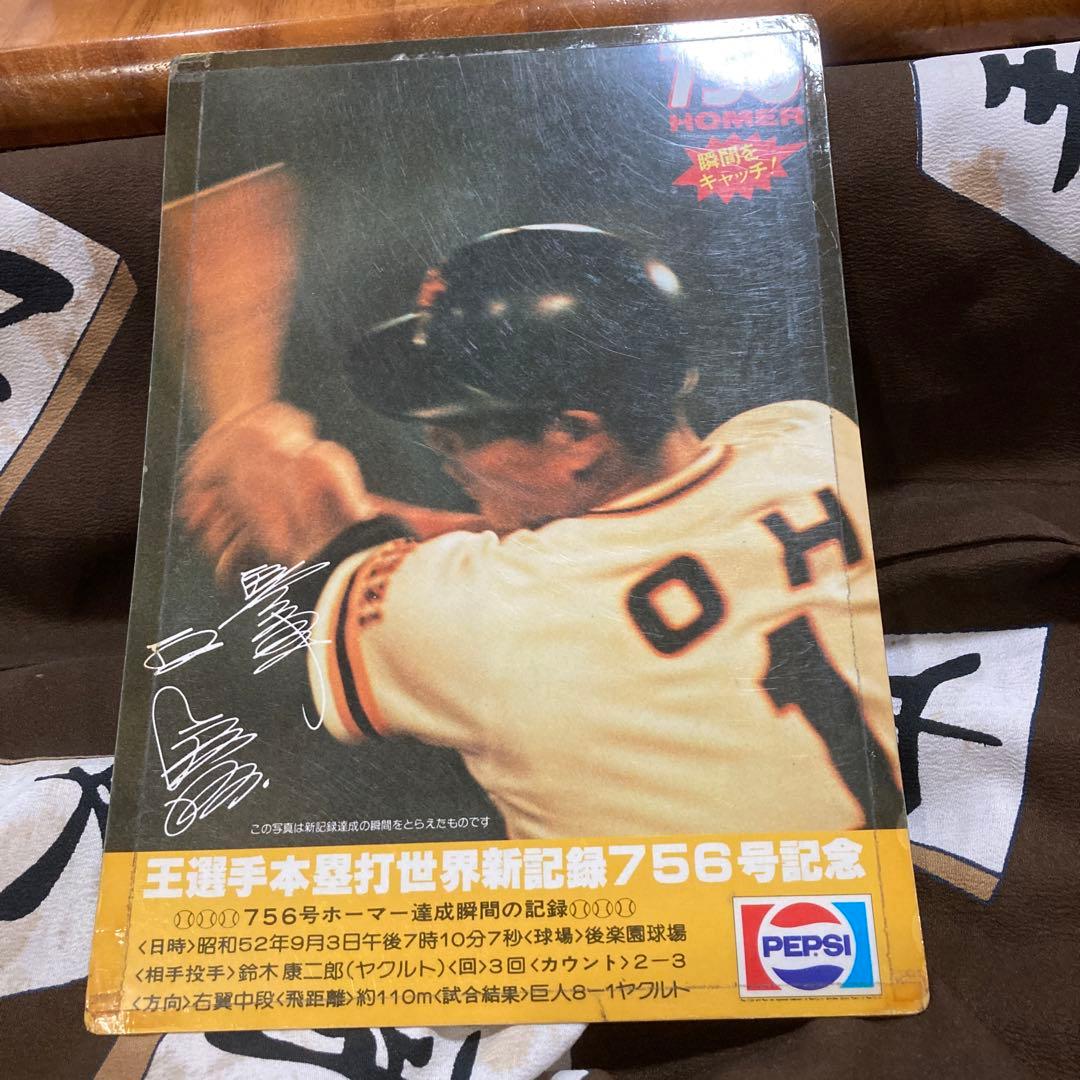 756
HOMER
瞬間を
キャッチ!
OH
1
この写真は新記録達成の瞬間をとらえたものです
王選手本塁打世界新記録756号記念
756号ホーマー達成瞬間の記録
<日時>昭和52年9月3日午後7時10分7秒<球場>後楽園球場
<相手投手>鈴木康二郎(ヤクルト)<回>3回<カウント>2-3
<方向>右翼中段<飛距離>約110m<試合結果>巨人8-1ヤクルト
PEPSI